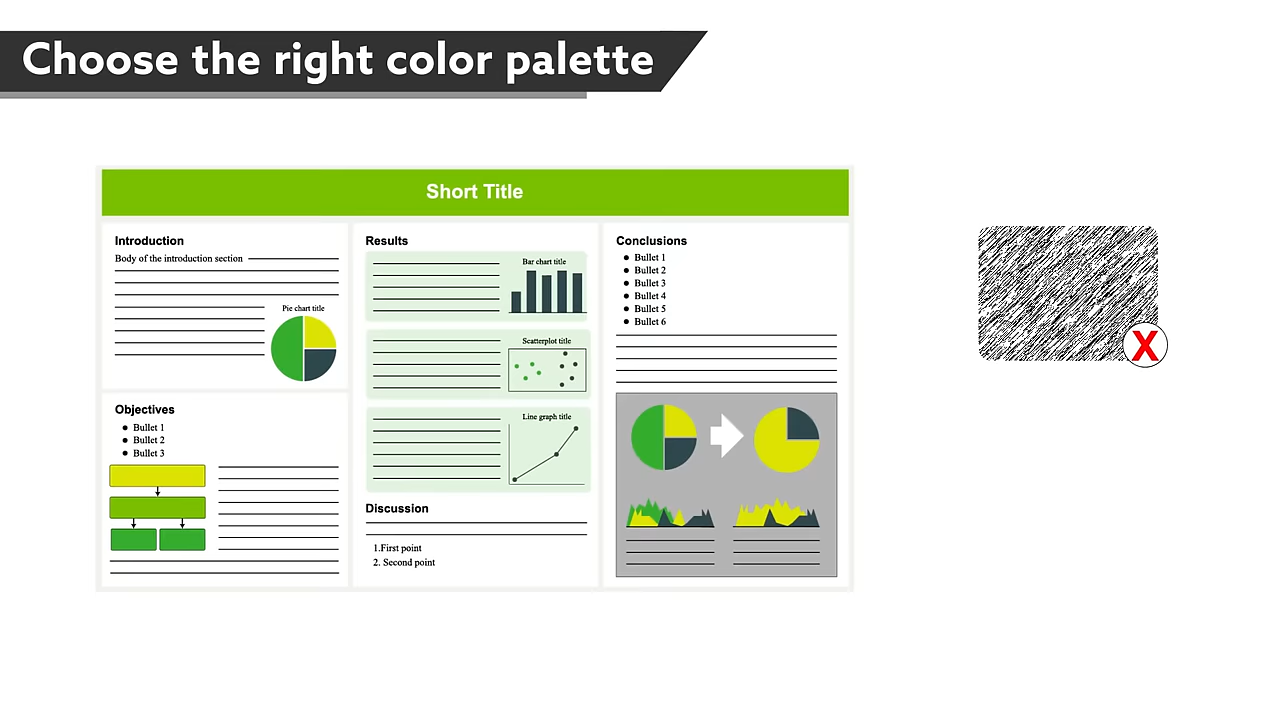 Choose the right color palette
Short Title
Introduction
Body of the introduction section
Pie chart title
Objectives
Bullet 1
Bullet 2
Bullet 3
Results
Bar chart title
Scatterplot title
Line graph title
Discussion
1.First point
2. Second point
Conclusions
Bullet 1
Bullet 2
Bullet 3
Bullet 4
Bullet 5
Bullet 6
X